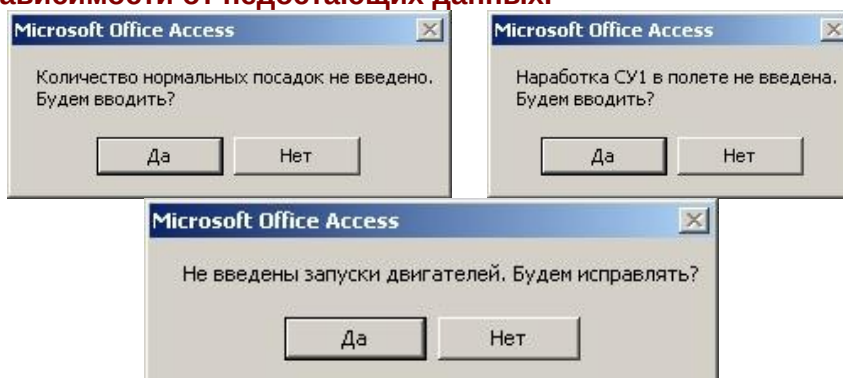 зависимости от недостающих данных.
Microsoft Office Access
Количество нормальных посадок не введено.
Будем вводить?
Да Нет
Microsoft Office Access
Наработка СУ1 в полете не введена.
Будем вводить?
Да Нет
Microsoft Office Access
Не введены запуски двигателей. Будем исправлять?
Да Нет